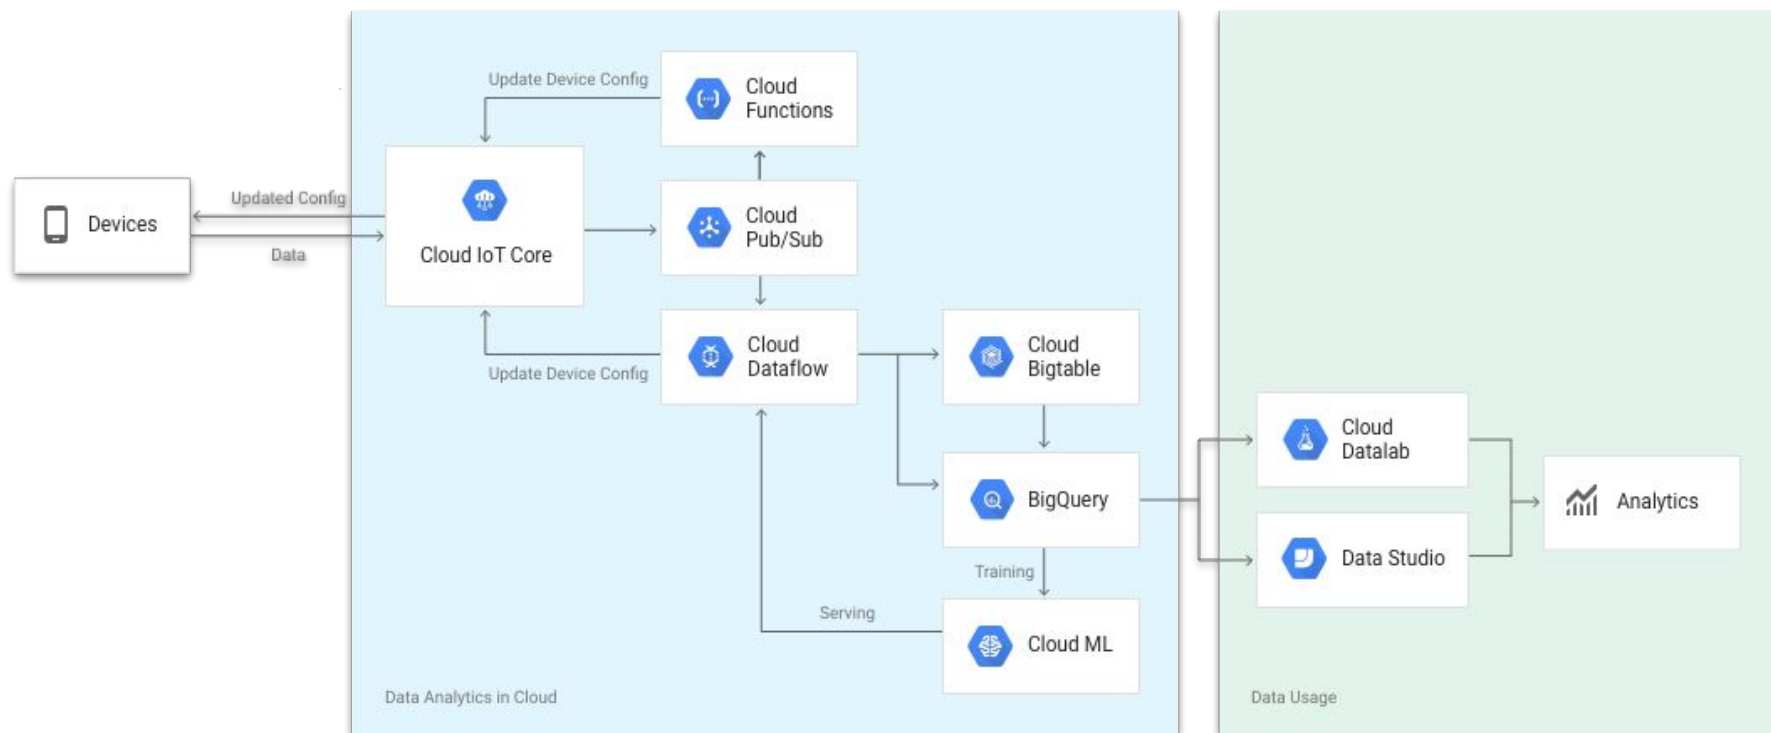 Update Device Config
Cloud
Functions
Devices
Updated Config
Data
Cloud IoT Core
Cloud
Pub/Sub
Update Device Config
Cloud
Dataflow
Cloud
Bigtable
BigQuery
Training
Serving
Cloud ML
Data Analytics in Cloud
Cloud
Datalab
Data Studio
Analytics
Data Usage